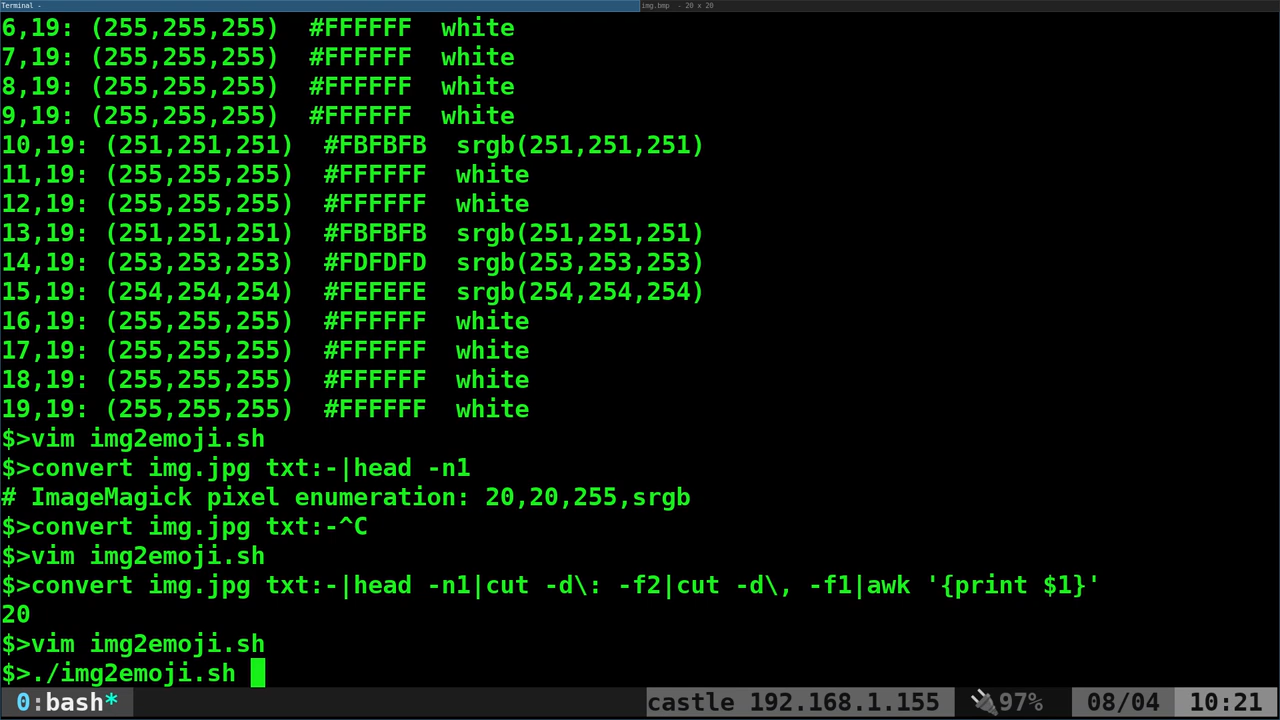 Terminal -
img.bmp - 20 x 20
6,19: (255,255,255)  #FFFFFF  white
7,19: (255,255,255)  #FFFFFF  white
8,19: (255,255,255)  #FFFFFF  white
9,19: (255,255,255)  #FFFFFF  white
10,19: (251,251,251)  #FBFBFB  srgb(251,251,251)
11,19: (255,255,255)  #FFFFFF  white
12,19: (255,255,255)  #FFFFFF  white
13,19: (251,251,251)  #FBFBFB  srgb(251,251,251)
14,19: (253,253,253)  #FDFDFD  srgb(253,253,253)
15,19: (254,254,254)  #FEFEFE  srgb(254,254,254)
16,19: (255,255,255)  #FFFFFF  white
17,19: (255,255,255)  #FFFFFF  white
18,19: (255,255,255)  #FFFFFF  white
19,19: (255,255,255)  #FFFFFF  white
$>vim img2emoji.sh
$>convert img.jpg txt:-|head -n1
# ImageMagick pixel enumeration: 20,20,255,srgb
$>convert img.jpg txt:-^C
$>vim img2emoji.sh
$>convert img.jpg txt:-|head -n1|cut -d\: -f2|cut -d\, -f1|awk '{print $1}'
20
$>vim img2emoji.sh
$>./img2emoji.sh
0:bash* castle 192.168.1.155 🔌97% 08/04 10:21